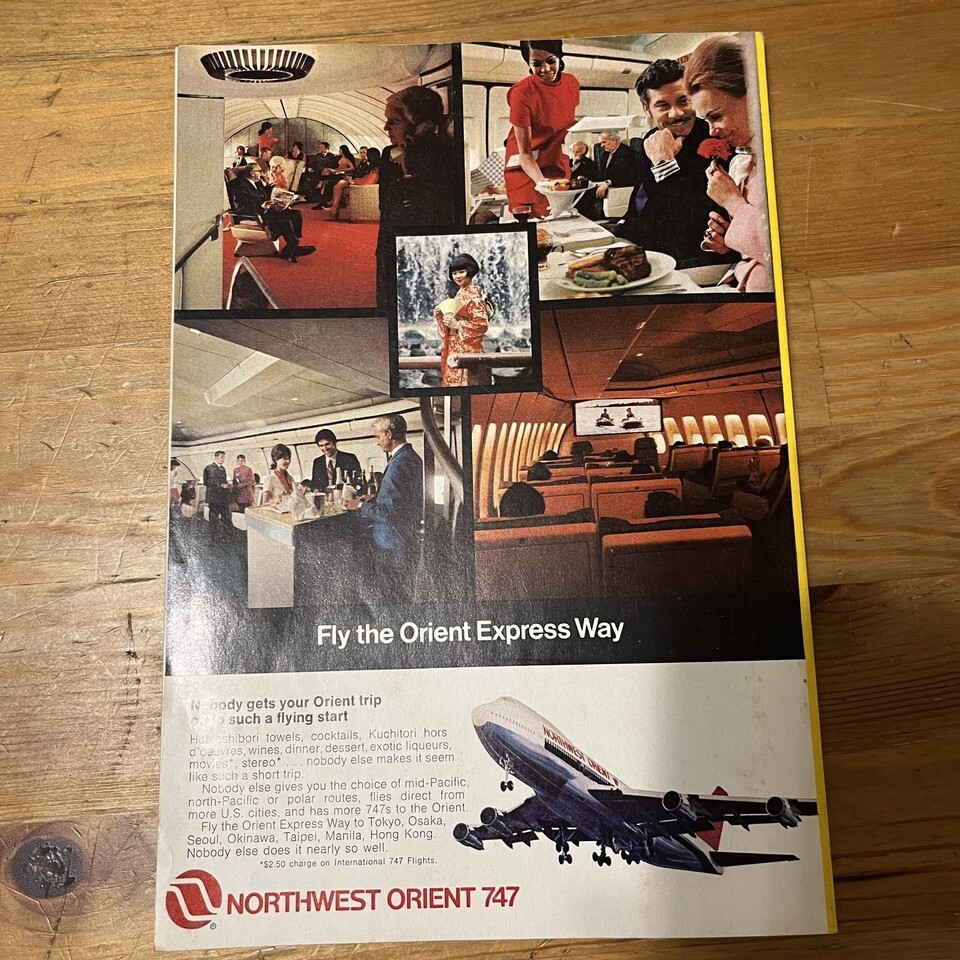 Fly the Orient Express Way
Nobody gets your Orient trip
such a flying start
oshibori towels, cocktails, Kuchitori hors
d'oeuvres, wines, dinner, dessert, exotic liqueurs,
movies*, stereo* . . . nobody else makes it seem
like such a short trip.
Nobody else gives you the choice of mid-Pacific,
north-Pacific or polar routes, flies direct from
more U.S. cities, and has more 747s to the Orient.
Fly the Orient Express Way to Tokyo, Osaka,
Seoul, Okinawa, Taipei, Manila, Hong Kong.
Nobody else does it nearly so well.
*$2.50 charge on International 747 Flights.
NORTHWEST ORIENT
® NORTHWEST ORIENT 747